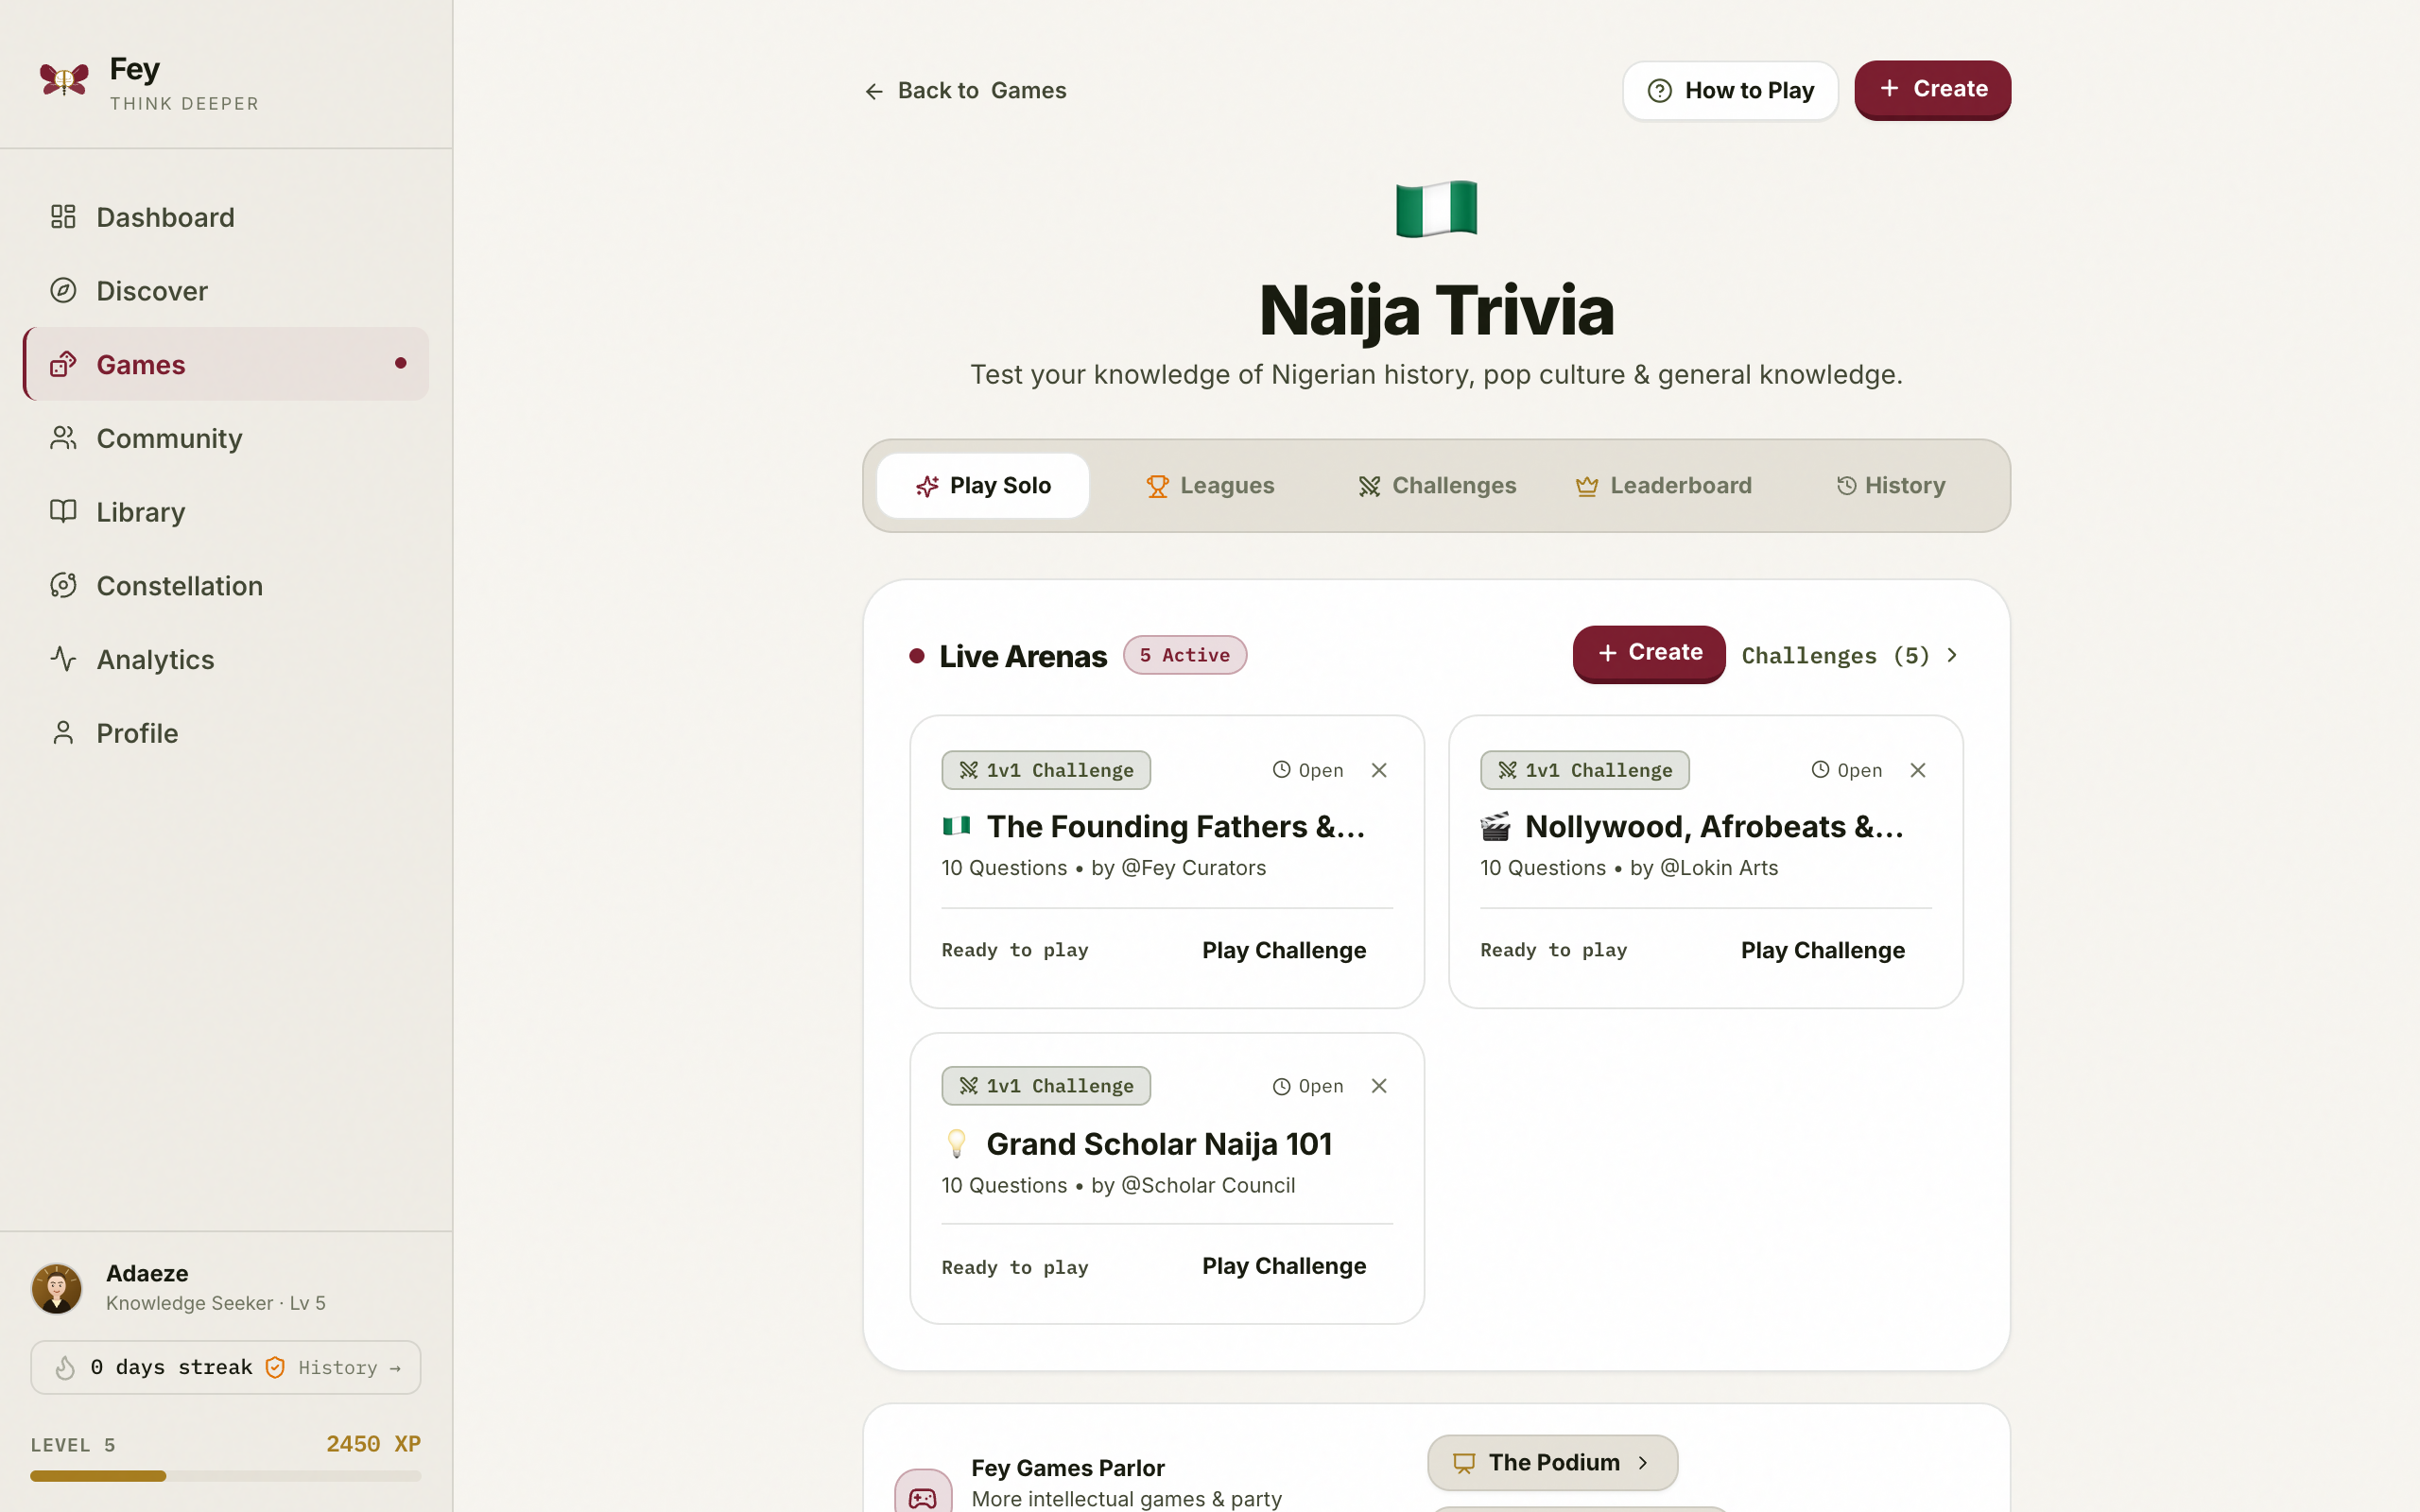 Fey
THINK DEEPER
Dashboard
Discover
Games
Community
Library
Constellation
Analytics
Profile
Adaeze
Knowledge Seeker · Lv 5
0 days streak History →
LEVEL 5 2450 XP
← Back to Games
How to Play
+ Create
Naija Trivia
Test your knowledge of Nigerian history, pop culture & general knowledge.
Play Solo
Leagues
Challenges
Leaderboard
History
Live Arenas 5 Active
+ Create
Challenges (5) >
1v1 Challenge Open ×
The Founding Fathers &...
10 Questions • by @Fey Curators
Ready to play Play Challenge
1v1 Challenge Open ×
Nollywood, Afrobeats &...
10 Questions • by @Lokin Arts
Ready to play Play Challenge
1v1 Challenge Open ×
Grand Scholar Naija 101
10 Questions • by @Scholar Council
Ready to play Play Challenge
Fey Games Parlor
More intellectual games & party
The Podium >